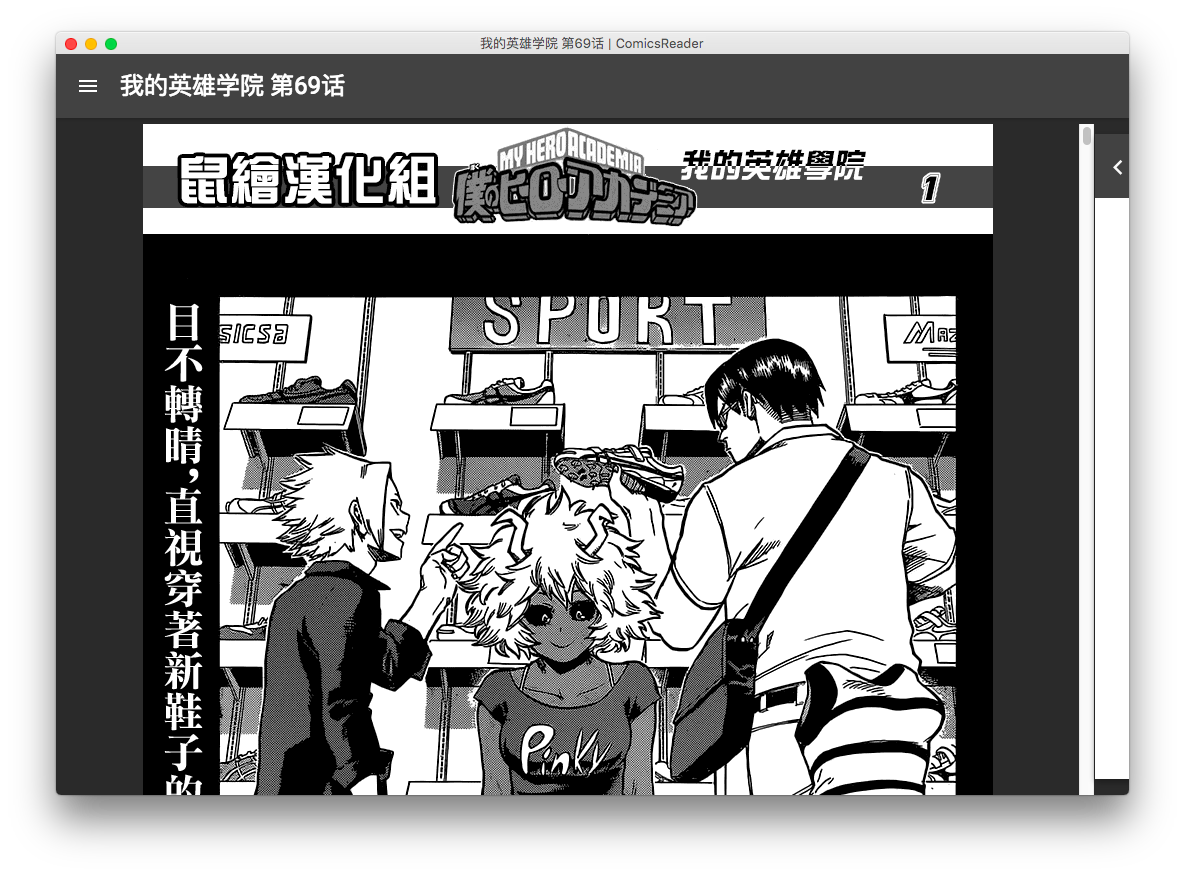 我的英雄学院 第69话 | ComicsReader
我的英雄学院 第69话
鼠繪漢化組
MY HERO ACADEMIA
僕のヒーローアカデミア
我的英雄學院
1
目不轉睛，直視穿著新鞋子的
SPORT
sicsa
Maz
Pinky